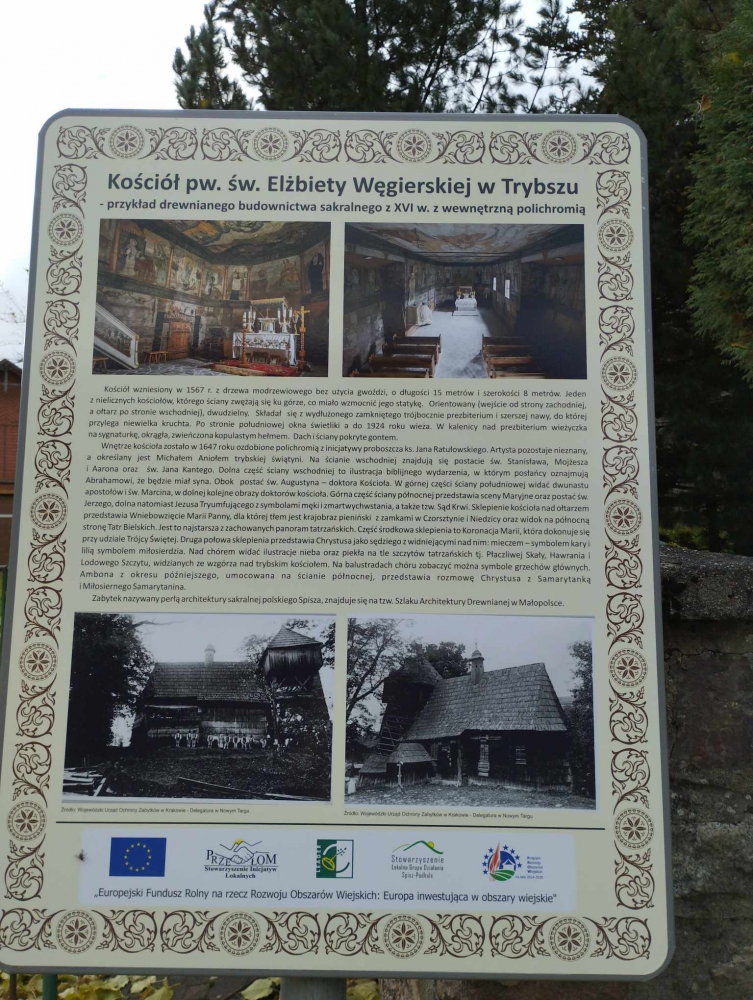 Kościół pw. św. Elżbiety Węgierskiej w Trybszu
- przykład drewnianego budownictwa sakralnego z XVI w. z wewnętrzną polichromią
Kościół wzniesiony w 1567 r. z drzewa modrzewiowego bez użycia gwoździ, o długości 15 metrów i szerokości 8 metrów. Jeden
z nielicznych kościołów, którego ściany zwężają się ku górze, co miało wzmocnić jego statykę. Orientowany (wejście od strony zachodniej,
a ołtarz po stronie wschodniej), dwudzielny. Składał się z wydłużonego zamkniętego trójbocznie prezbiterium i szerszej nawy, do której
przylega niewielka kruchta. Po stronie południowej okna świetliki a do 1924 roku wieża. W kalenicy nad prezbiterium wieżyczka
na sygnaturkę, okrągła, zwieńczona kopulastym hełmem. Dach i ściany pokryte gontem.
Wnętrze kościoła zostało w 1647 roku ozdobione polichromią z inicjatywy proboszcza ks. Jana Ratułowskiego. Artysta pozostaje nieznany,
a określany jest Michałem Aniołem trybskiej świątyni. Na ścianie wschodniej znajdują się postacie św. Stanisława, Mojżesza
i Aarona oraz św. Jana Kantego. Dolna część ściany wschodniej to ilustracja biblijnego wydarzenia, w którym posłańcy oznajmują
Abrahamowi, że będzie miał syna. Obok postać św. Augustyna – doktora Kościoła. W górnej części ściany południowej widać dwunastu
apostołów i św. Marcina, w dolnej kolejne obrazy doktorów kościoła. Górna część ściany północnej przedstawia sceny Maryjne oraz postać św.
Jerzego, dolna natomiast Jezusa Tryumfującego z symbolami męki i zmartwychwstania, a także tzw. Sąd Krwi. Sklepienie kościoła nad ołtarzem
przedstawia Wniebowzięcie Marii Panny, dla której tłem jest krajobraz pieniński z zamkami w Czorsztynie i Niedzicy oraz widok na północną
stronę Tatr Bielskich. Jest to najstarsza z zachowanych panoram tatrzańskich. Część środkowa sklepienia to Koronacja Marii, która dokonuje się
przy udziale Trójcy Świętej. Druga połowa sklepienia przedstawia Chrystusa jako sędziego z widniejącymi nad nim: mieczem – symbolem kary i
lilią symbolem miłosierdzia. Nad chórem widać ilustracje nieba oraz piekła na tle szczytów tatrzańskich tj. Płaczliwej Skały, Hawrania i
Lodowego Szczytu, widzianych ze wzgórza nad trybskim kościołem. Na balustradach chóru zobaczyć można symbole grzechów głównych.
Ambona z okresu późniejszego, umocowana na ścianie północnej, przedstawia rozmowę Chrystusa z Samarytanką
i Miłosiernego Samarytanina.
Zabytek nazywany perłą architektury sakralnej polskiego Spisza, znajduje się na tzw. Szlaku Architektury Drewnianej w Małopolsce.
Źródło: Wojewódzki Urząd Ochrony Zabytków w Krakowie - Delegatura w Nowym Targu
Źródło: Wojewódzki Urząd Ochrony Zabytków w Krakowie - Delegatura w Nowym Targu
PRZEŁOM
Stowarzyszenie Inicjatyw
Lokalnych
LEADER
Stowarzyszenie
Lokalna Grupa Działania
Spisz-Podhale
Program
Rozwoju
Obszarów
Wiejskich
„Europejski Fundusz Rolny na rzecz Rozwoju Obszarów Wiejskich: Europa inwestująca w obszary wiejskie"